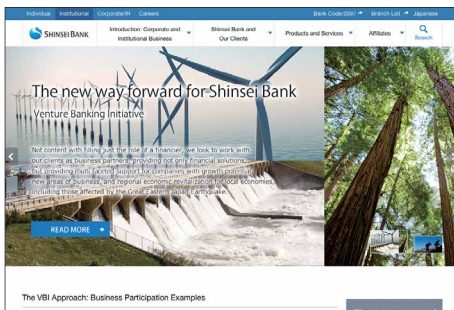 Individual Institutional Corporate/IR Careers Bank Code:0397 Branch List Japanese
SHINSEI BANK
Introduction: Corporate and
Institutional Business
Shinsei Bank and
Our Clients
Products and Services
Affiliates
Search
The new way forward for Shinsei Bank
Venture Banking Initiative
Not content with filling just the role of a financier, we look to work with
our clients as business partners, providing not only financial solutions,
but providing multi faceted support for companies with growth potential,
new areas of business, and regional economic revitalization for local economies,
including those affected by the Great Eastern Japan Earthquake.
READ MORE
The VBI Approach: Business Participation Examples